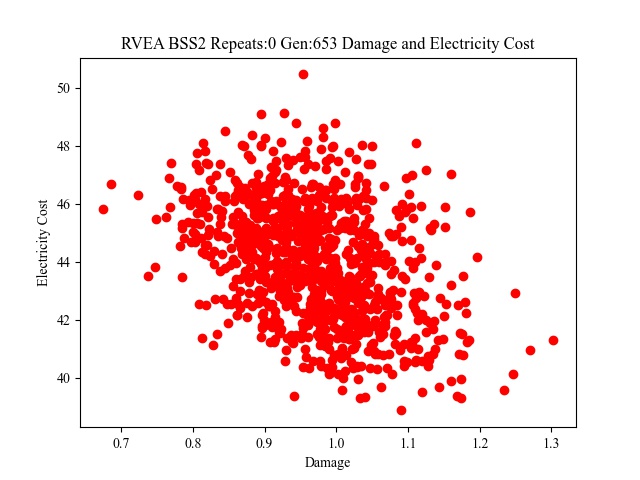 RVEA BSS2 Repeats:0 Gen:653 Damage and Electricity Cost
50
48
46
44
42
40
Electricity Cost
0.7 0.8 0.9 1.0 1.1 1.2 1.3
Damage